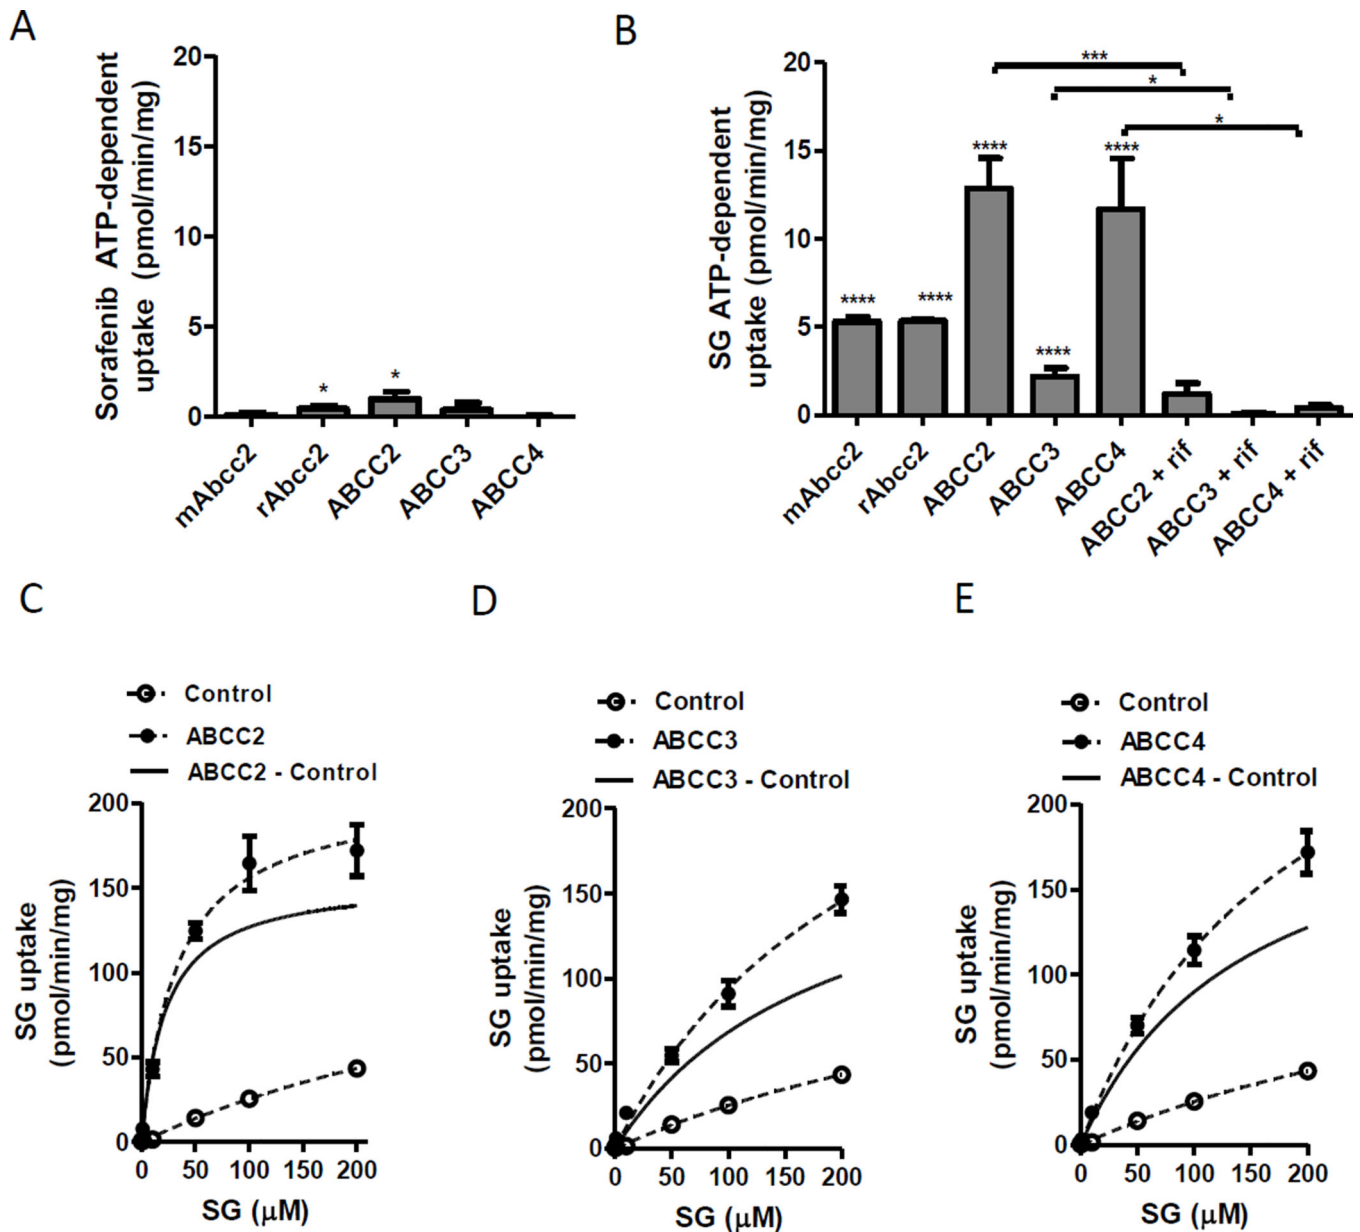 A
Sorafenib ATP-dependent
uptake (pmol/min/mg)
20
15
10
5
0
*
*
mAbcc2
rAbcc2
ABCC2
ABCC3
ABCC4
B
SG ATP-dependent
uptake (pmol/min/mg)
20
15
10
5
0
***
*
*
****
****
****
****
****
mAbcc2
rAbcc2
ABCC2
ABCC3
ABCC4
ABCC2 + rif
ABCC3 + rif
ABCC4 + rif
C
Control
ABCC2
ABCC2 - Control
SG uptake
(pmol/min/mg)
200
150
100
50
0
0
50
100
150
200
SG (µM)
D
Control
ABCC3
ABCC3 - Control
SG uptake
(pmol/min/mg)
200
150
100
50
0
0
50
100
150
200
SG (µM)
E
Control
ABCC4
ABCC4 - Control
SG uptake
(pmol/min/mg)
200
150
100
50
0
0
50
100
150
200
SG (µM)